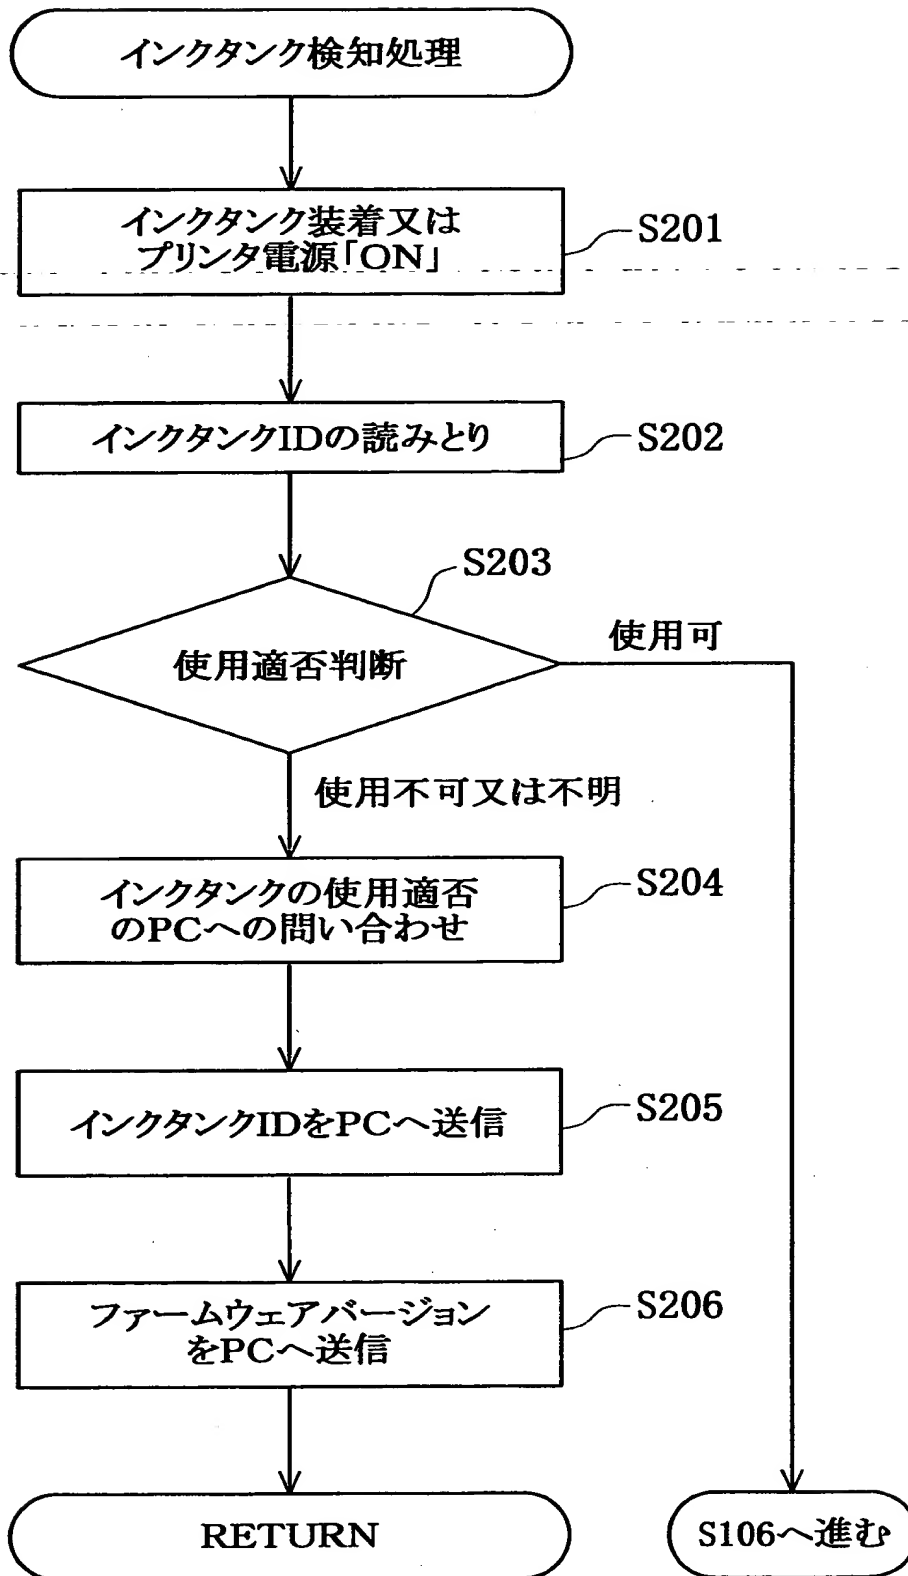 インクタンク検知処理
インクタンク装着又は
プリンタ電源「ON」
S201
インクタンクIDの読みとり
S202
S203
使用適否判断
使用可
使用不可又は不明
インクタンクの使用適否
のPCへの問い合わせ
S204
インクタンクIDをPCへ送信
S205
ファームウェアバージョン
をPCへ送信
S206
RETURN
S106へ進む